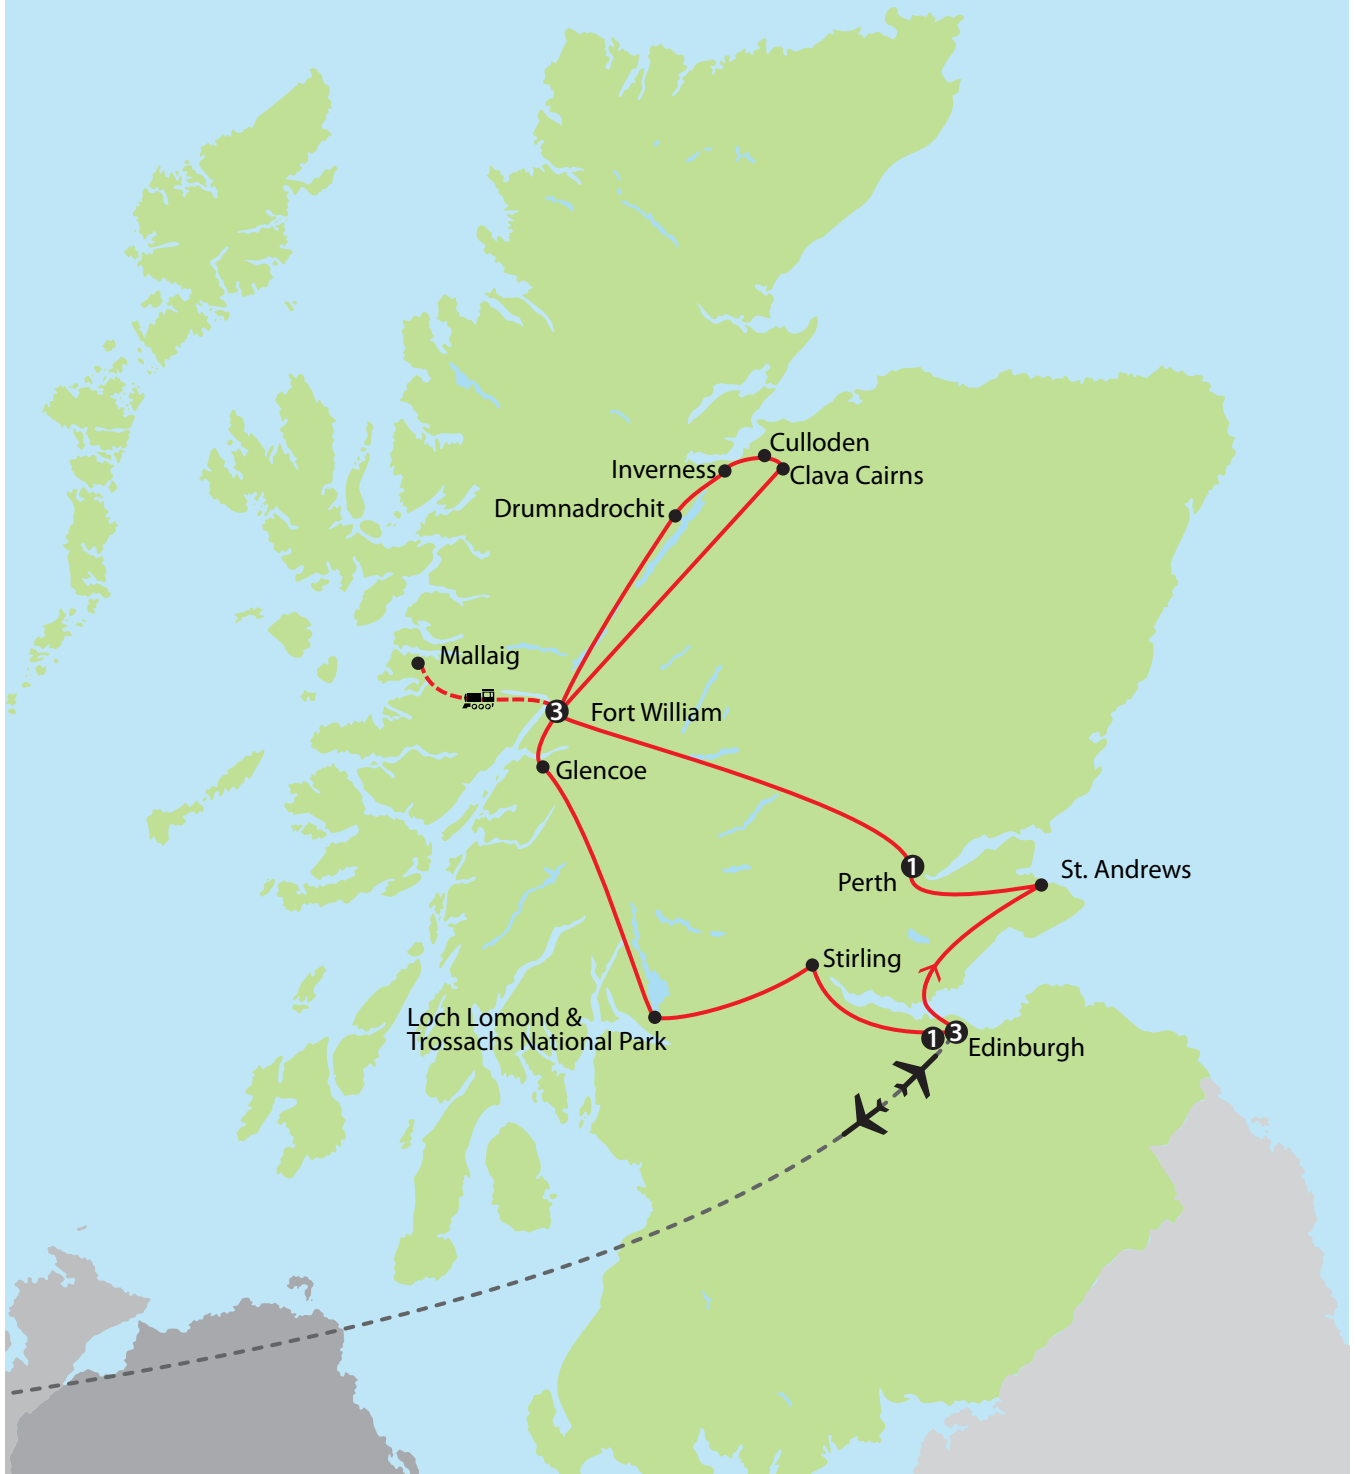 Culloden
Inverness
Clava Cairns
Drumnadrochit
Mallaig
3
Fort William
Glencoe
1
Perth
St. Andrews
Stirling
Loch Lomond &
Trossachs National Park
1
3
Edinburgh